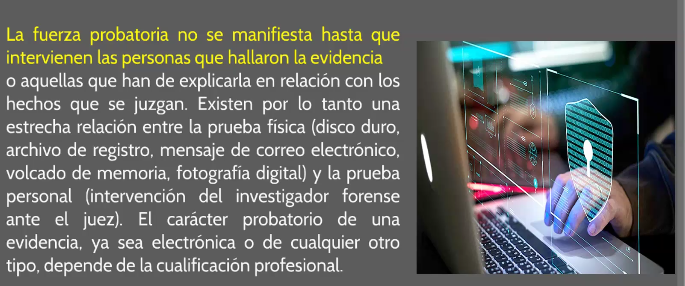 La fuerza probatoria no se manifiesta hasta que
intervienen las personas que hallaron la evidencia
o aquellas que han de explicarla en relación con los
hechos que se juzgan. Existen por lo tanto una
estrecha relación entre la prueba física (disco duro,
archivo de registro, mensaje de correo electrónico,
volcado de memoria, fotografía digital) y la prueba
personal (intervención del investigador forense
ante el juez). El carácter probatorio de una
evidencia, ya sea electrónica o de cualquier otro
tipo, depende de la cualificación profesional.